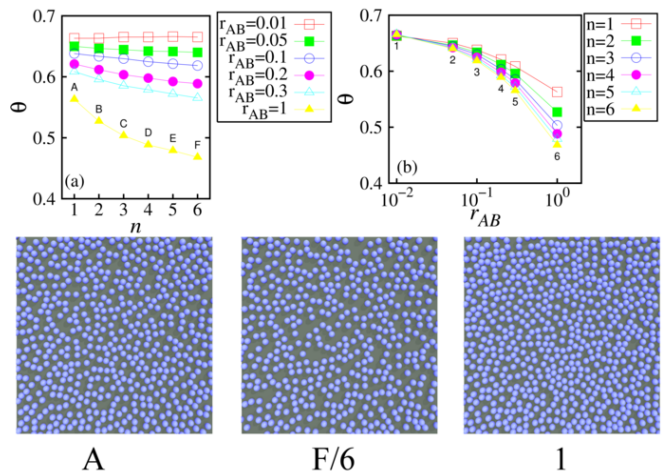 0.7
0.6
0.5
0.4
θ
A
B
C
D
E
F
(a)
1 2 3 4 5 6
n
r_AB=0.01
r_AB=0.05
r_AB=0.1
r_AB=0.2
r_AB=0.3
r_AB=1
0.7
0.6
0.5
0.4
θ
1
2
3
4
5
6
(b)
10⁻² 10⁻¹ 10⁰
r_AB
n=1
n=2
n=3
n=4
n=5
n=6
A F/6 1